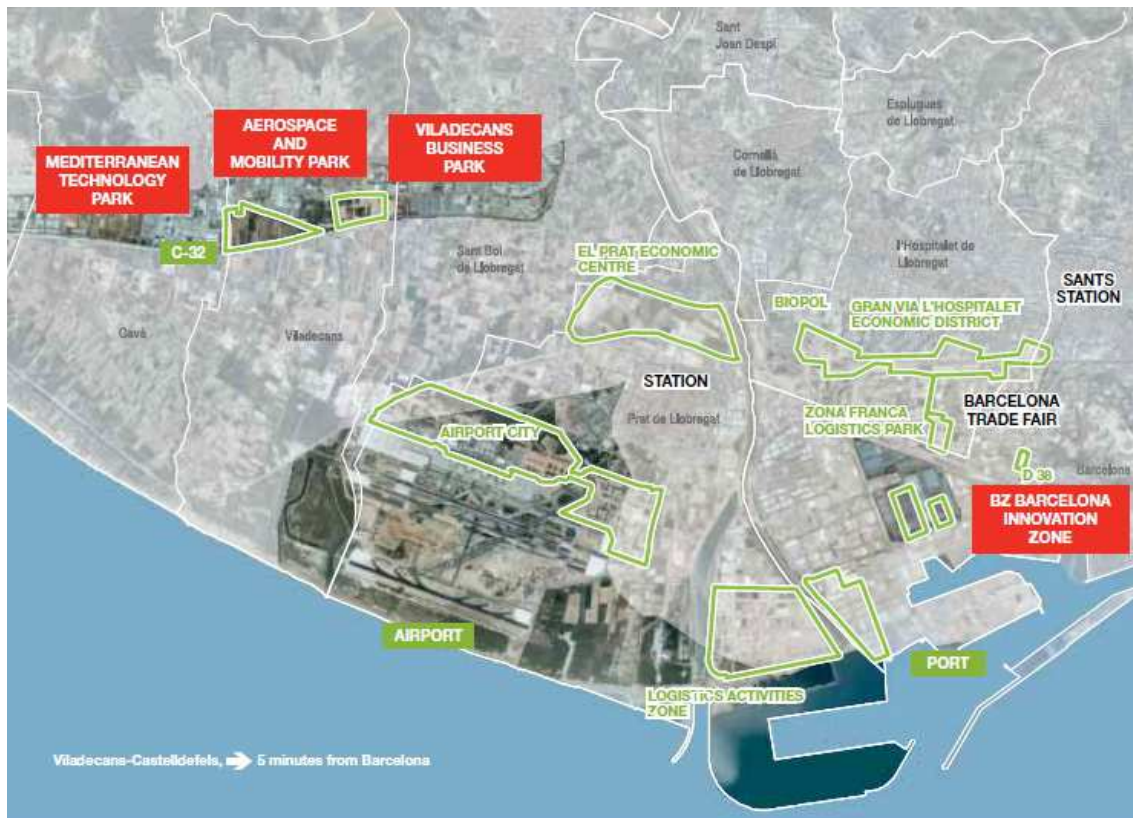 Sant
Joan Despí
Esplugues
de Llobregat
AEROSPACE
AND
MOBILITY PARK
VILADECANS
BUSINESS
PARK
MEDITERRANEAN
TECHNOLOGY
PARK
Cornellà
de Llobregat
C-32
Sant Boi
de Llobregat
EL PRAT ECONOMIC
CENTRE
l'Hospitalet de
Llobregat
SANTS
STATION
BIOPOL
GRAN VIA L'HOSPITALET
ECONOMIC DISTRICT
Gavà
Viladecans
STATION
Prat de Llobregat
BARCELONA
TRADE FAIR
ZONA FRANCA
LOGISTICS PARK
AIRPORT CITY
Barcelona
D 38
BZ BARCELONA
INNOVATION
ZONE
AIRPORT
PORT
LOGISTICS ACTIVITIES
ZONE
Viladecans-Castelldefels, 5 minutes from Barcelona